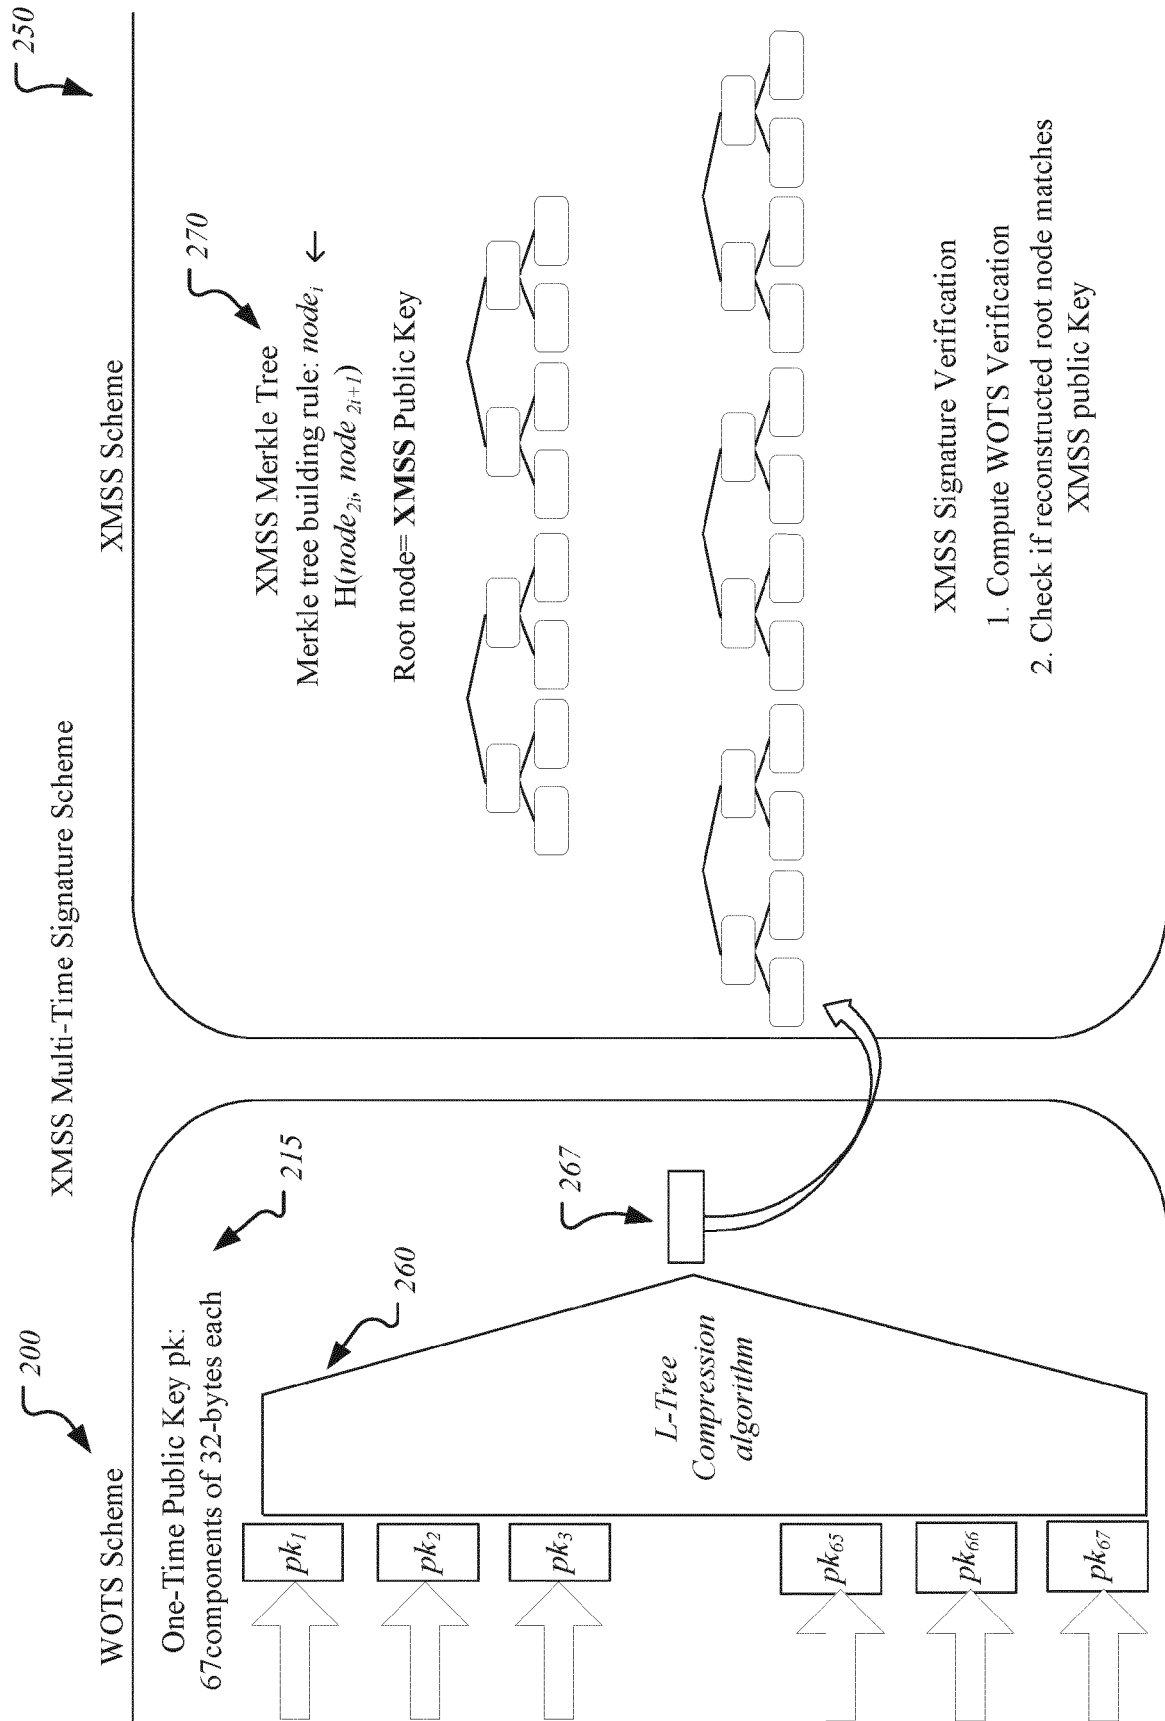 XMSS Multi-Time Signature Scheme
WOTS Scheme
200
One-Time Public Key pk:
67components of 32-bytes each
215
260
pk1
pk2
pk3
pk65
pk66
pk67
L-Tree
Compression
algorithm
267
XMSS Scheme
250
270
XMSS Merkle Tree
Merkle tree building rule: node_i ←
H(node_2i, node_2i+1)
Root node= XMSS Public Key
XMSS Signature Verification
1. Compute WOTS Verification
2. Check if reconstructed root node matches
XMSS public Key